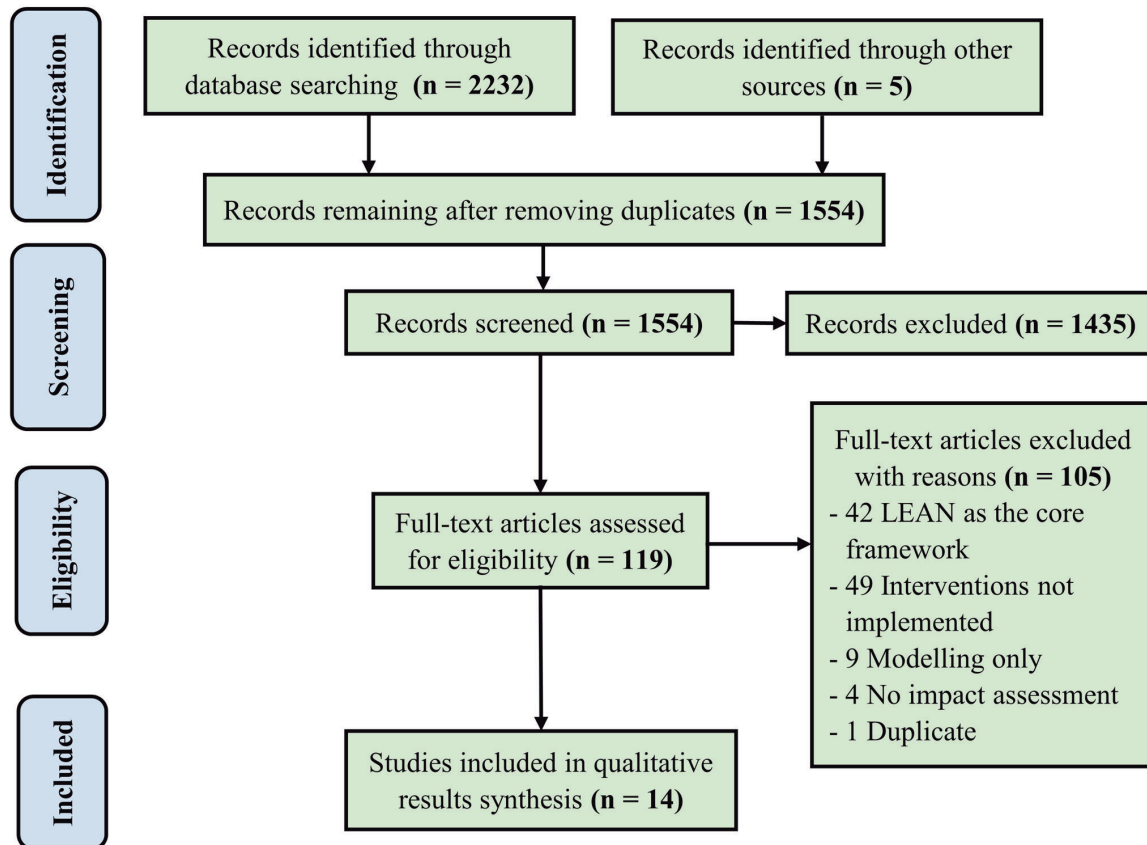 Identification
Records identified through
database searching (n = 2232)
Records identified through other
sources (n = 5)
Records remaining after removing duplicates (n = 1554)
Screening
Records screened (n = 1554)
Records excluded (n = 1435)
Eligibility
Full-text articles assessed
for eligibility (n = 119)
Full-text articles excluded
with reasons (n = 105)
- 42 LEAN as the core
framework
- 49 Interventions not
implemented
- 9 Modelling only
- 4 No impact assessment
- 1 Duplicate
Included
Studies included in qualitative
results synthesis (n = 14)